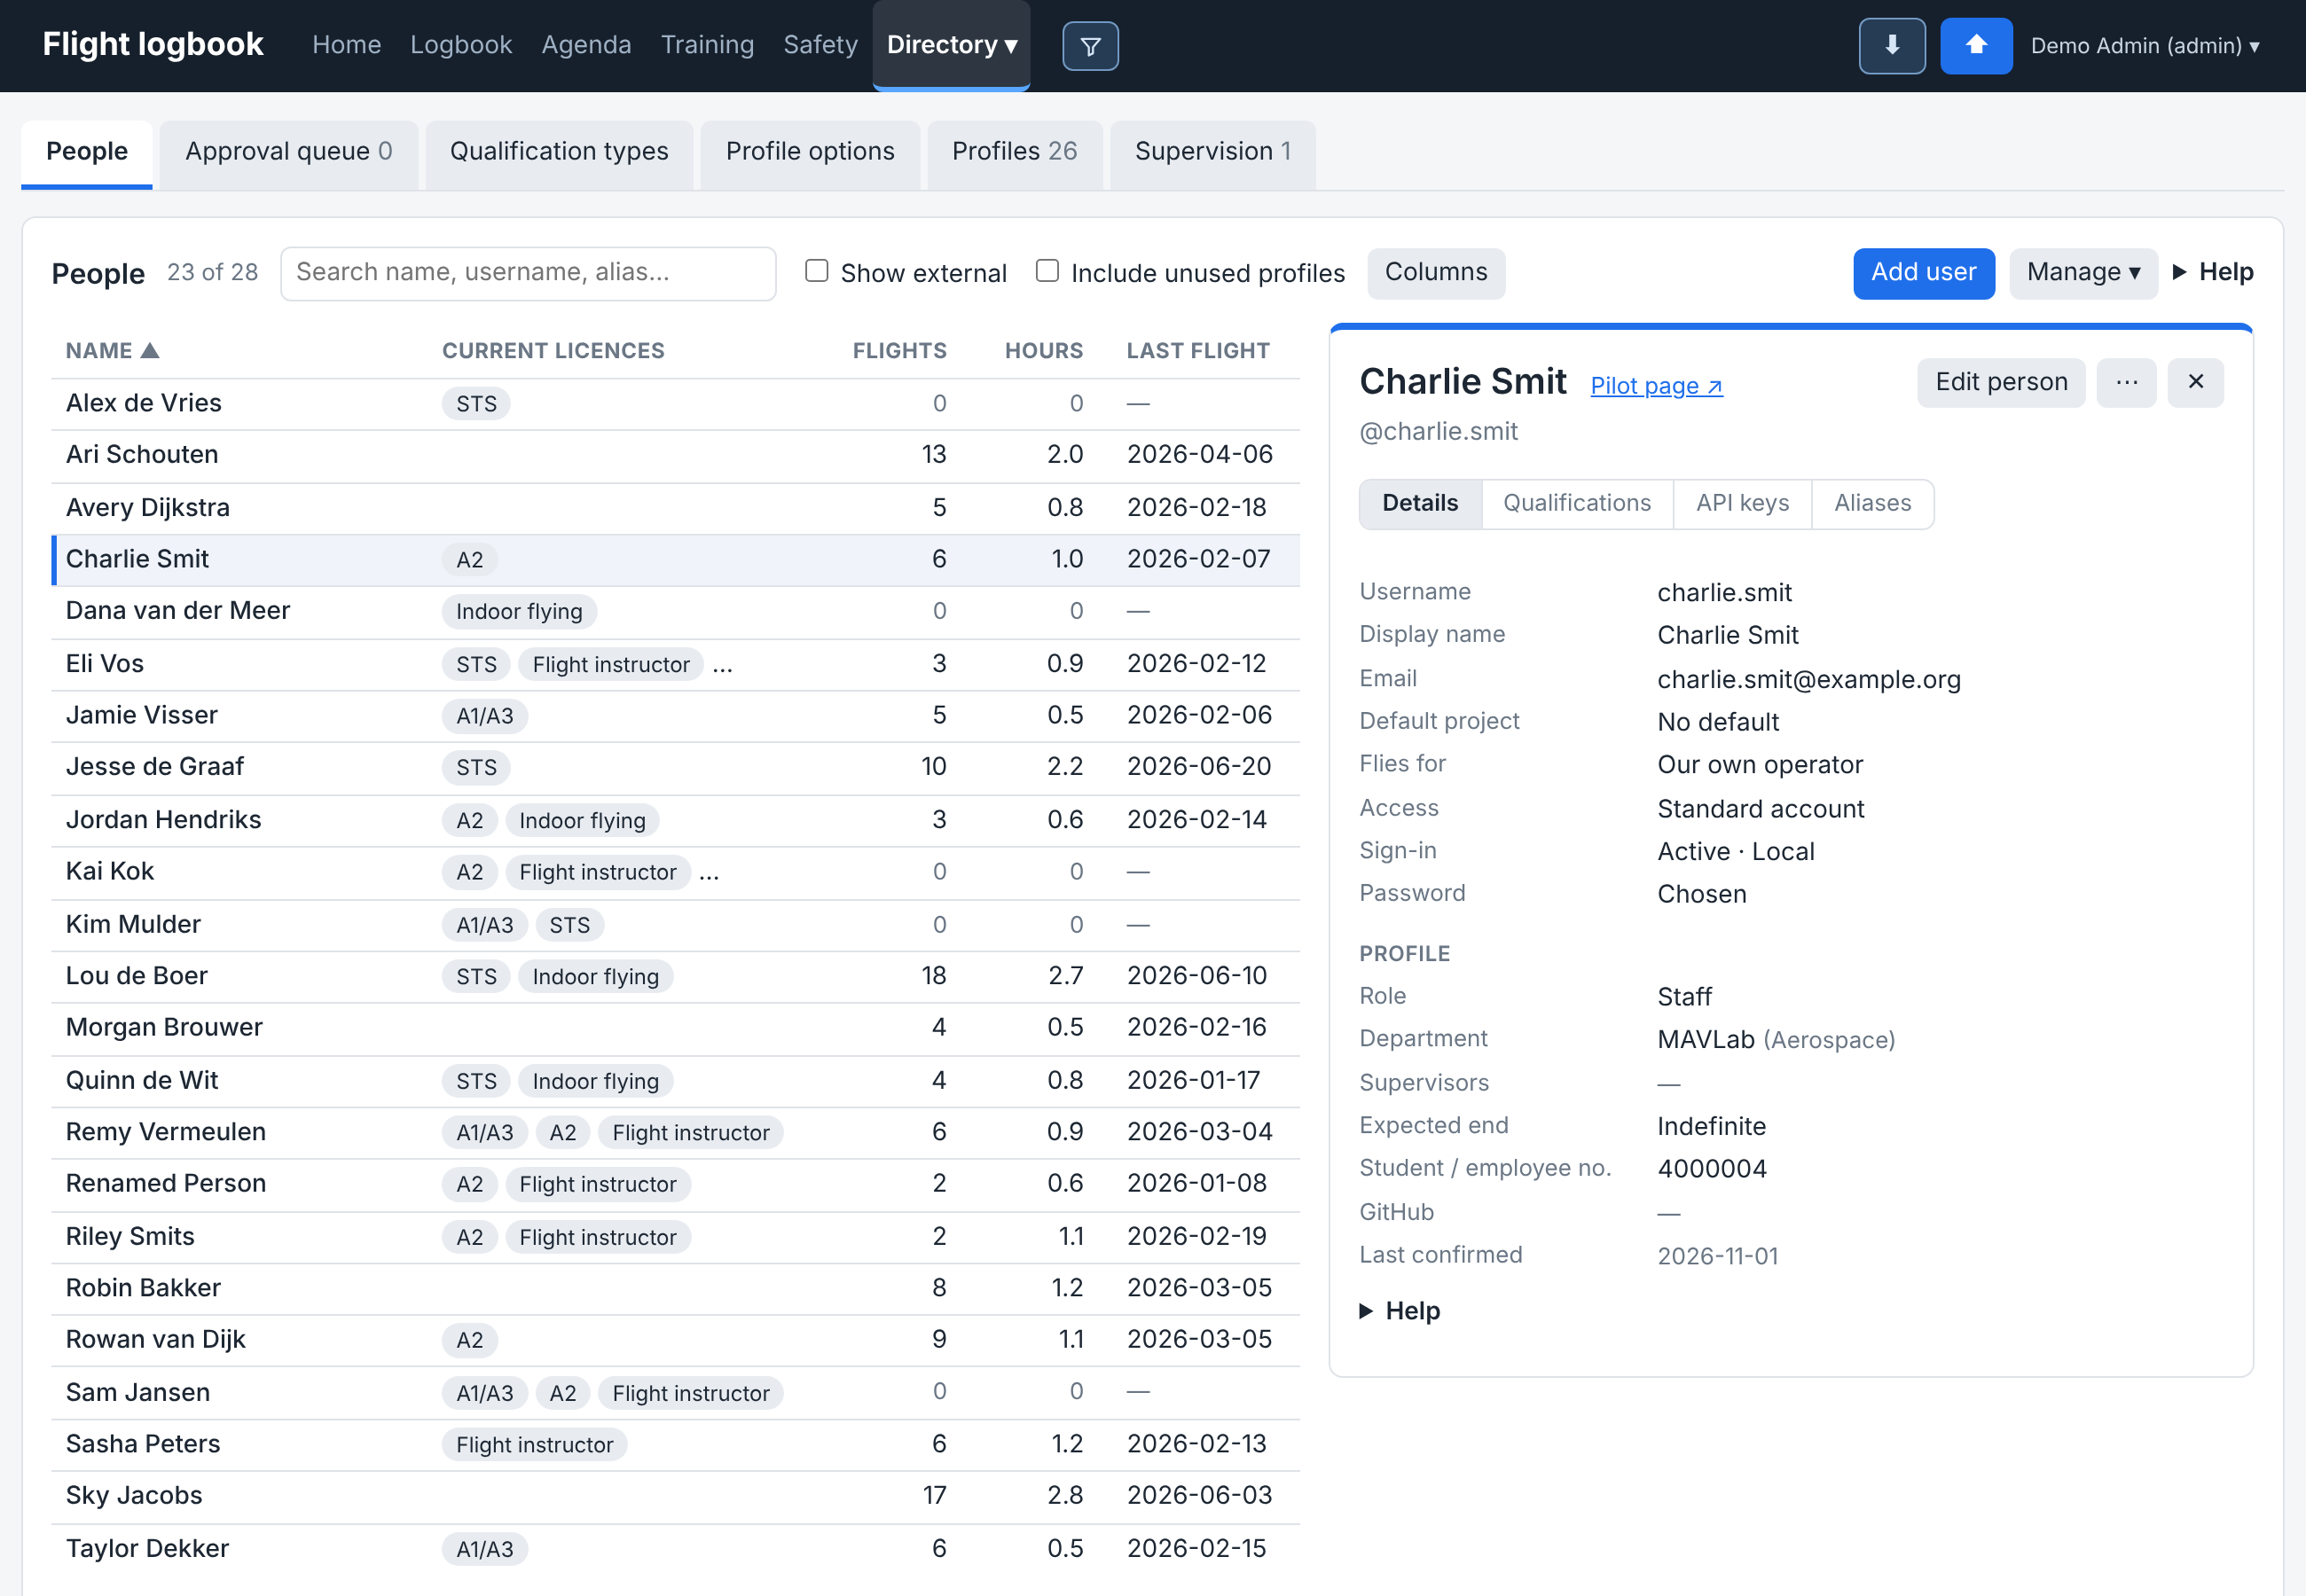 Flight logbook Home Logbook Agenda Training Safety Directory ▾ Demo Admin (admin) ▾
People Approval queue 0 Qualification types Profile options Profiles 26 Supervision 1
People 23 of 28 Search name, username, alias... Show external Include unused profiles Columns Add user Manage ▾ ▶ Help
NAME ▲ CURRENT LICENCES FLIGHTS HOURS LAST FLIGHT
Alex de Vries STS 0 0 —
Ari Schouten 13 2.0 2026-04-06
Avery Dijkstra 5 0.8 2026-02-18
Charlie Smit A2 6 1.0 2026-02-07
Dana van der Meer Indoor flying 0 0 —
Eli Vos STS Flight instructor ... 3 0.9 2026-02-12
Jamie Visser A1/A3 5 0.5 2026-02-06
Jesse de Graaf STS 10 2.2 2026-06-20
Jordan Hendriks A2 Indoor flying 3 0.6 2026-02-14
Kai Kok A2 Flight instructor ... 0 0 —
Kim Mulder A1/A3 STS 0 0 —
Lou de Boer STS Indoor flying 18 2.7 2026-06-10
Morgan Brouwer 4 0.5 2026-02-16
Quinn de Wit STS Indoor flying 4 0.8 2026-01-17
Remy Vermeulen A1/A3 A2 Flight instructor 6 0.9 2026-03-04
Renamed Person A2 Flight instructor 2 0.6 2026-01-08
Riley Smits A2 Flight instructor 2 1.1 2026-02-19
Robin Bakker 8 1.2 2026-03-05
Rowan van Dijk A2 9 1.1 2026-03-05
Sam Jansen A1/A3 A2 Flight instructor 0 0 —
Sasha Peters Flight instructor 6 1.2 2026-02-13
Sky Jacobs 17 2.8 2026-06-03
Taylor Dekker A1/A3 6 0.5 2026-02-15
Charlie Smit Pilot page ↗ Edit person ⋯ ✕
@charlie.smit
Details Qualifications API keys Aliases
Username charlie.smit
Display name Charlie Smit
Email charlie.smit@example.org
Default project No default
Flies for Our own operator
Access Standard account
Sign-in Active · Local
Password Chosen
PROFILE
Role Staff
Department MAVLab (Aerospace)
Supervisors —
Expected end Indefinite
Student / employee no. 4000004
GitHub —
Last confirmed 2026-11-01
▶ Help